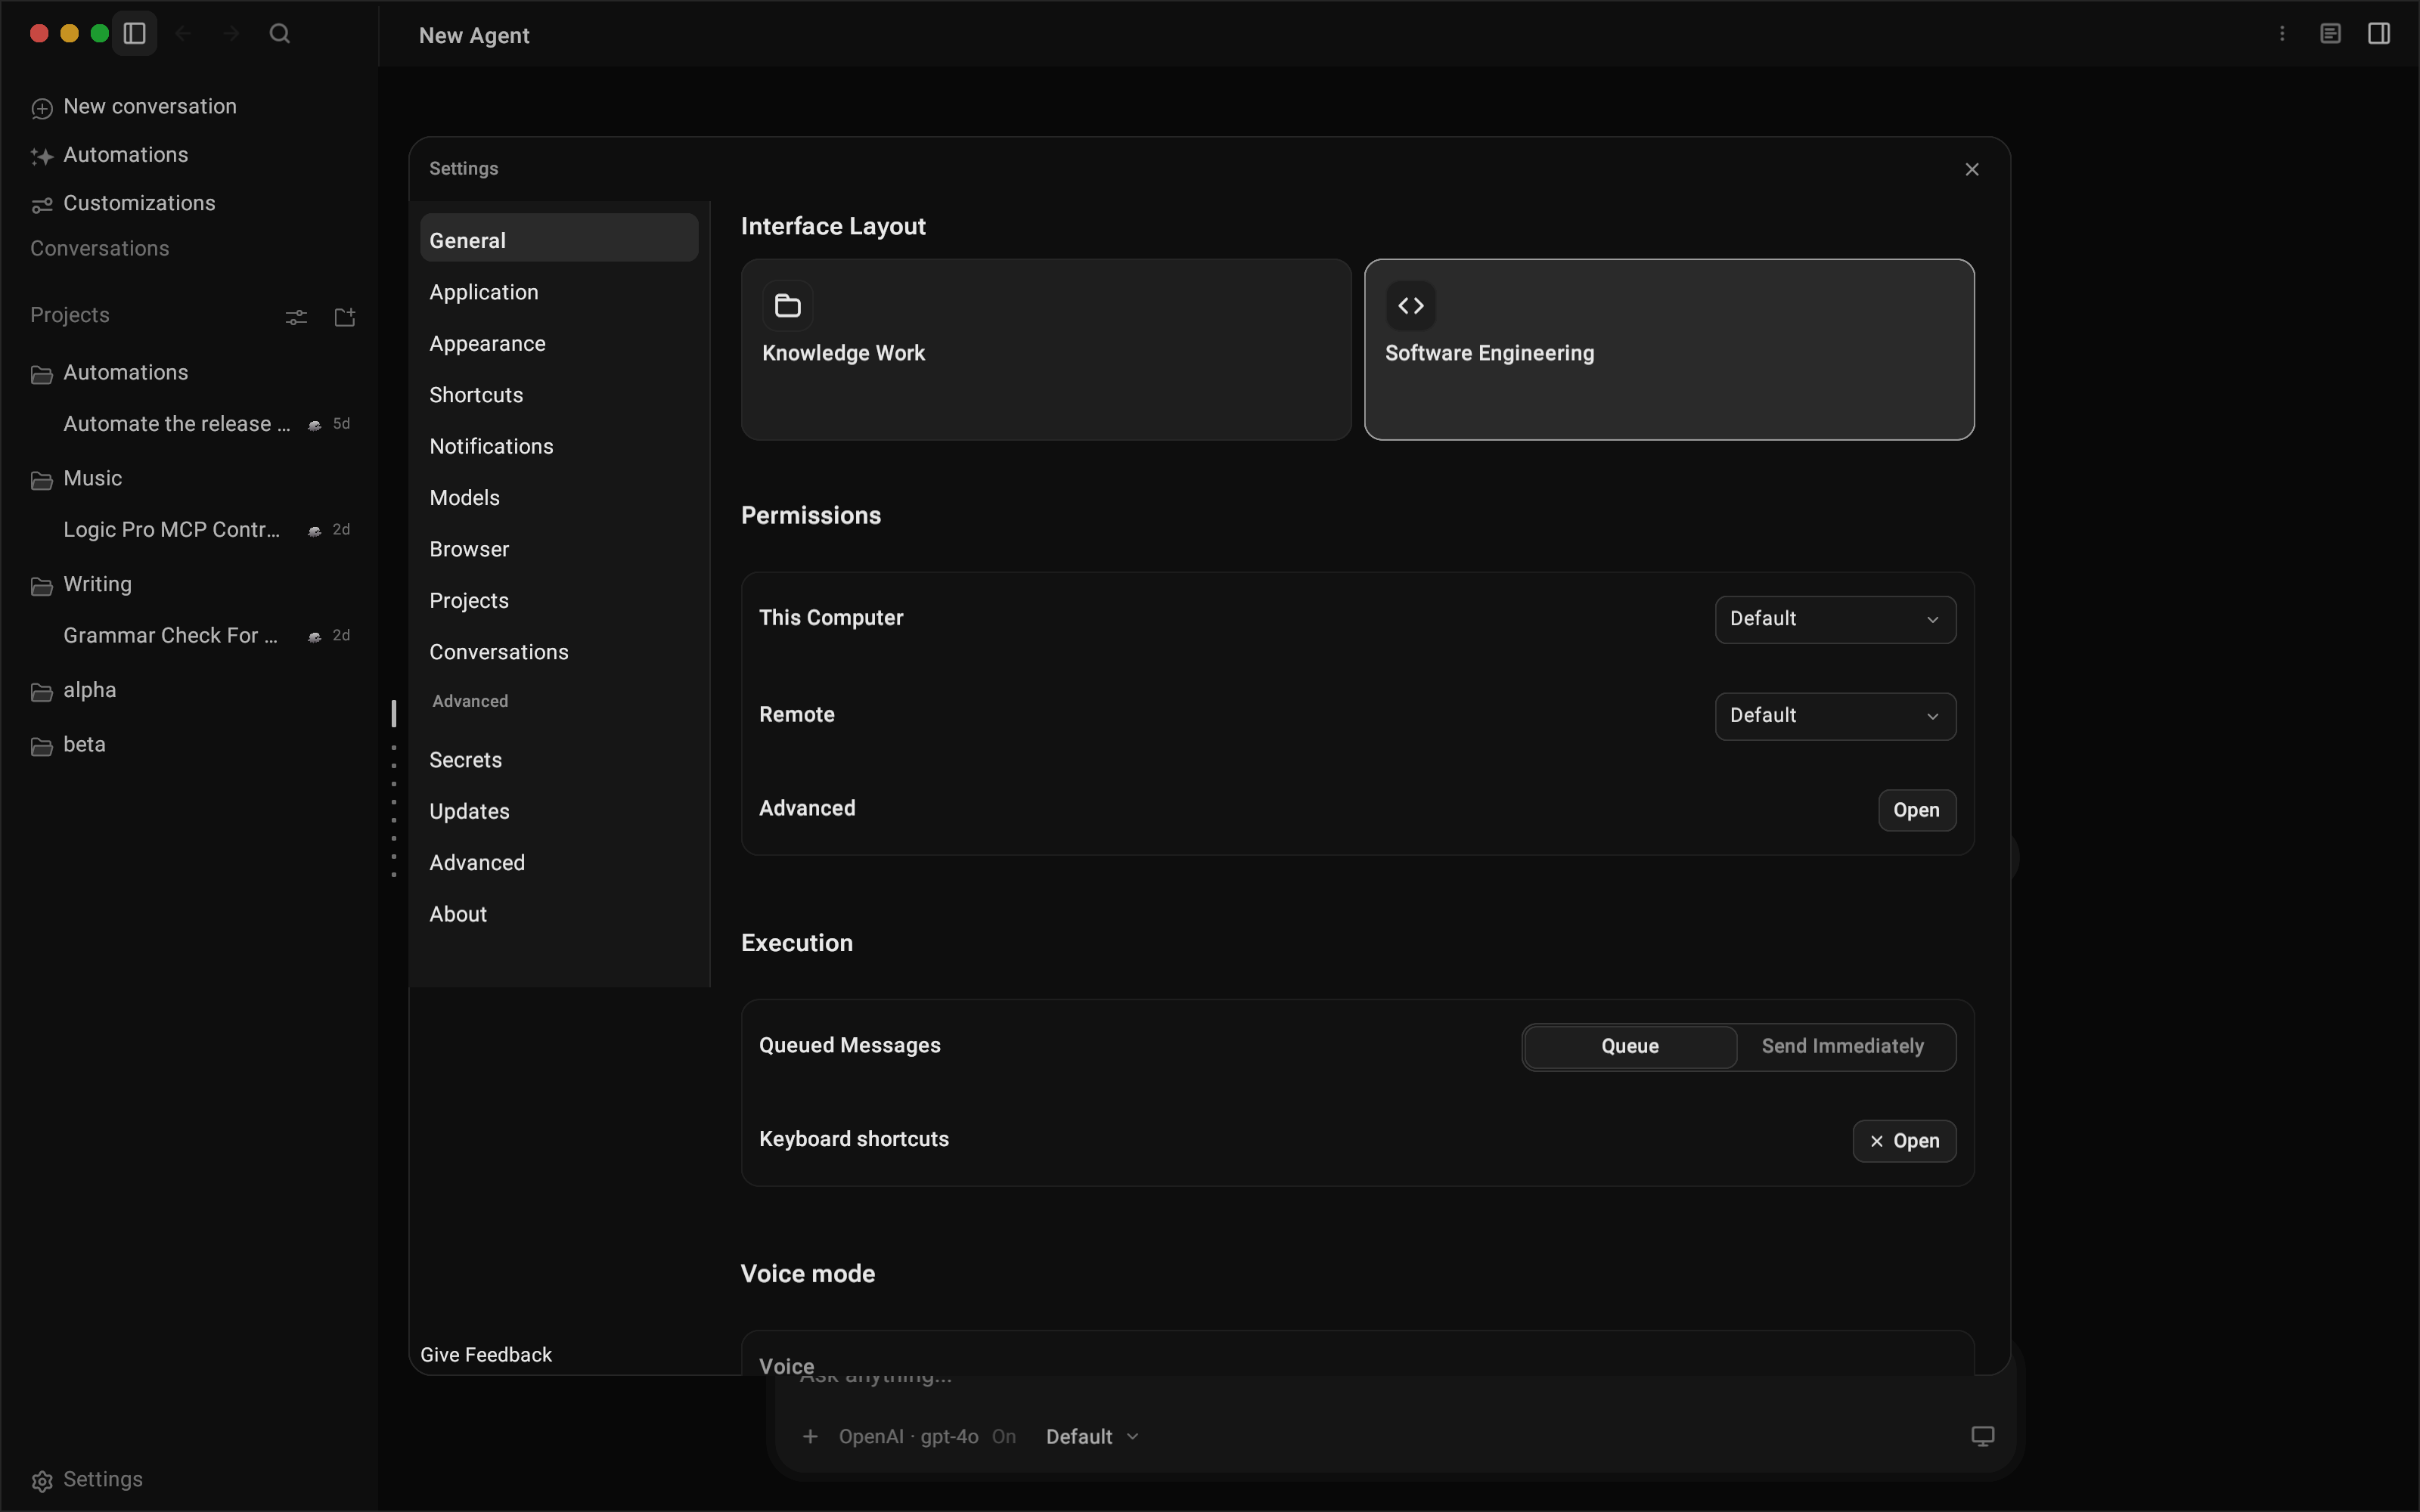 New Agent
New conversation
Automations
Customizations
Conversations
Projects
Automations
Automate the release ... 5d
Music
Logic Pro MCP Contr... 2d
Writing
Grammar Check For ... 2d
alpha
beta
Settings
Settings
General
Application
Appearance
Shortcuts
Notifications
Models
Browser
Projects
Conversations
Advanced
Secrets
Updates
Advanced
About
Give Feedback
Interface Layout
Knowledge Work
Software Engineering
Permissions
This Computer Default
Remote Default
Advanced Open
Execution
Queued Messages Queue Send Immediately
Keyboard shortcuts Open
Voice mode
Voice
Ask anything...
OpenAI · gpt-4o On Default